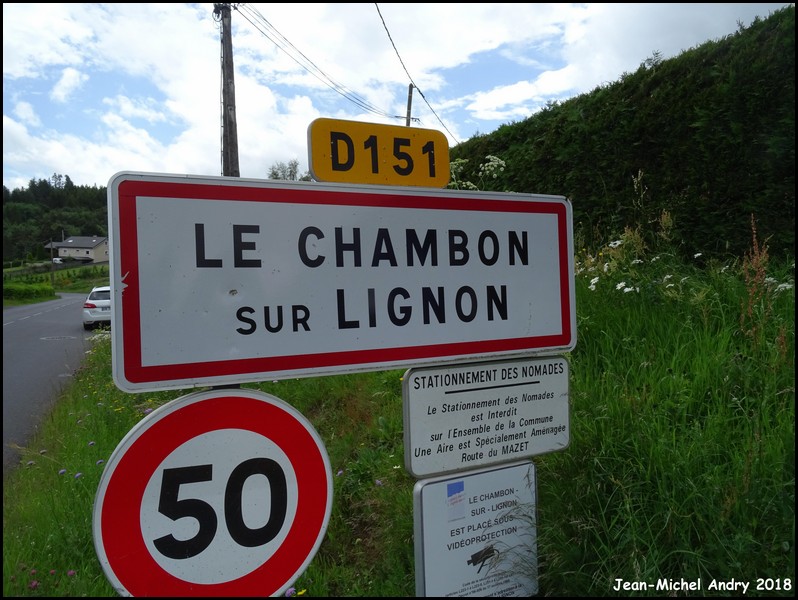 D151
LE CHAMBON
SUR LIGNON
50
STATIONNEMENT DES NOMADES
Le Stationnement des Nomades
est Interdit
sur l'Ensemble de la Commune
Une Aire est Spécialement Aménagée
Route du MAZET
LE CHAMBON-
SUR-LIGNON
EST PLACÉ SOUS
VIDÉOPROTECTION
Jean-Michel Andry 2018